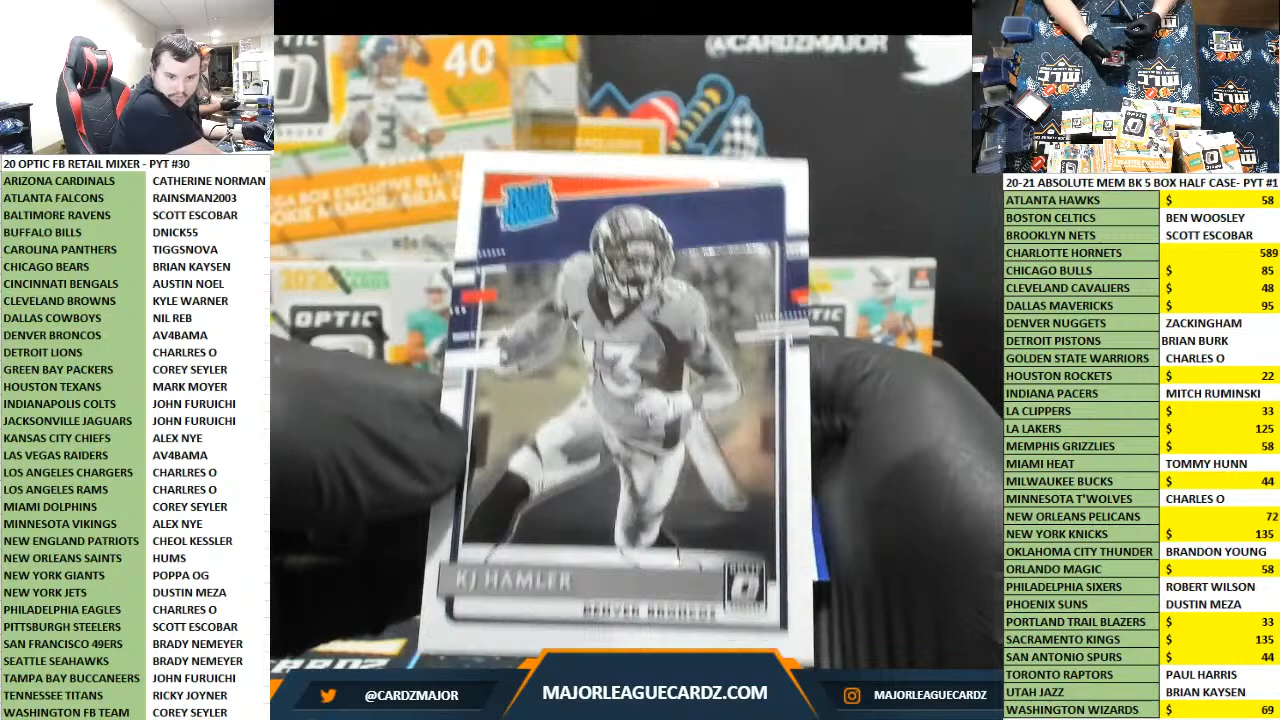 20 OPTIC FB RETAIL MIXER - PYT #30
ARIZONA CARDINALS CATHERINE NORMAN
ATLANTA FALCONS RAINSMAN2003
BALTIMORE RAVENS SCOTT ESCOBAR
BUFFALO BILLS DNICK55
CAROLINA PANTHERS TIGGSNOVA
CHICAGO BEARS BRIAN KAYSEN
CINCINNATI BENGALS AUSTIN NOEL
CLEVELAND BROWNS KYLE WARNER
DALLAS COWBOYS NIL REB
DENVER BRONCOS AV4BAMA
DETROIT LIONS CHARLRES O
GREEN BAY PACKERS COREY SEYLER
HOUSTON TEXANS MARK MOYER
INDIANAPOLIS COLTS JOHN FURUICHI
JACKSONVILLE JAGUARS JOHN FURUICHI
KANSAS CITY CHIEFS ALEX NYE
LAS VEGAS RAIDERS AV4BAMA
LOS ANGELES CHARGERS CHARLRES O
LOS ANGELES RAMS CHARLRES O
MIAMI DOLPHINS COREY SEYLER
MINNESOTA VIKINGS ALEX NYE
NEW ENGLAND PATRIOTS CHEOL KESSLER
NEW ORLEANS SAINTS HUMS
NEW YORK GIANTS POPPA OG
NEW YORK JETS DUSTIN MEZA
PHILADELPHIA EAGLES CHARLRES O
PITTSBURGH STEELERS SCOTT ESCOBAR
SAN FRANCISCO 49ERS BRADY NEMEYER
SEATTLE SEAHAWKS BRADY NEMEYER
TAMPA BAY BUCCANEERS JOHN FURUICHI
TENNESSEE TITANS RICKY JOYNER
WASHINGTON FB TEAM COREY SEYLER
@CARDZMAJOR
OPTIC
40
3
OPTIC
RATED ROOKIE
13
KJ HAMLER
DENVER BRONCOS
@CARDZMAJOR
MAJORLEAGUECARDZ.COM
MAJORLEAGUECARDZ
20-21 ABSOLUTE MEM BK 5 BOX HALF CASE- PYT #1
ATLANTA HAWKS $ 58
BOSTON CELTICS BEN WOOSLEY
BROOKLYN NETS SCOTT ESCOBAR
CHARLOTTE HORNETS 589
CHICAGO BULLS $ 85
CLEVELAND CAVALIERS $ 48
DALLAS MAVERICKS $ 95
DENVER NUGGETS ZACKINGHAM
DETROIT PISTONS BRIAN BURK
GOLDEN STATE WARRIORS CHARLES O
HOUSTON ROCKETS $ 22
INDIANA PACERS MITCH RUMINSKI
LA CLIPPERS $ 33
LA LAKERS $ 125
MEMPHIS GRIZZLIES $ 58
MIAMI HEAT TOMMY HUNN
MILWAUKEE BUCKS $ 44
MINNESOTA T'WOLVES CHARLES O
NEW ORLEANS PELICANS 72
NEW YORK KNICKS $ 135
OKLAHOMA CITY THUNDER BRANDON YOUNG
ORLANDO MAGIC $ 58
PHILADELPHIA SIXERS ROBERT WILSON
PHOENIX SUNS DUSTIN MEZA
PORTLAND TRAIL BLAZERS $ 33
SACRAMENTO KINGS $ 135
SAN ANTONIO SPURS $ 44
TORONTO RAPTORS PAUL HARRIS
UTAH JAZZ BRIAN KAYSEN
WASHINGTON WIZARDS $ 69